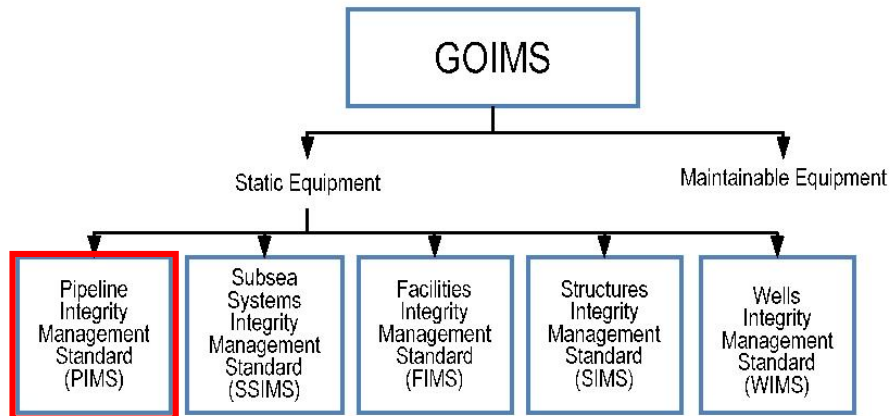 GOIMS
Static Equipment
Maintainable Equipment
Pipeline
Integrity
Management
Standard
(PIMS)
Subsea
Systems
Integrity
Management
Standard
(SSIMS)
Facilities
Integrity
Management
Standard
(FIMS)
Structures
Integrity
Management
Standard
(SIMS)
Wells
Integrity
Management
Standard
(WIMS)